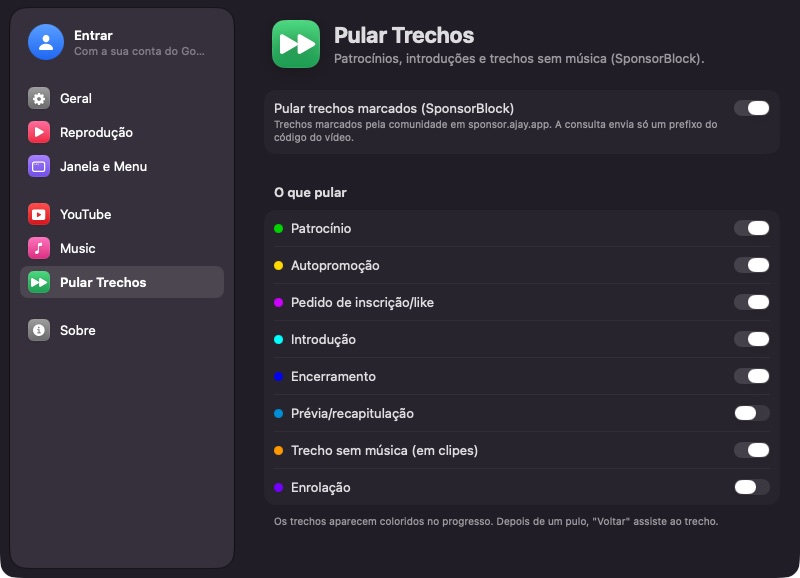 Entrar
Com a sua conta do Go...
Geral
Reprodução
Janela e Menu
YouTube
Music
Pular Trechos
Sobre
Pular Trechos
Patrocínios, introduções e trechos sem música (SponsorBlock).
Pular trechos marcados (SponsorBlock)
Trechos marcados pela comunidade em sponsor.ajay.app. A consulta envia só um prefixo do
código do vídeo.
O que pular
Patrocínio
Autopromoção
Pedido de inscrição/like
Introdução
Encerramento
Prévia/recapitulação
Trecho sem música (em clipes)
Enrolação
Os trechos aparecem coloridos no progresso. Depois de um pulo, "Voltar" assiste ao trecho.